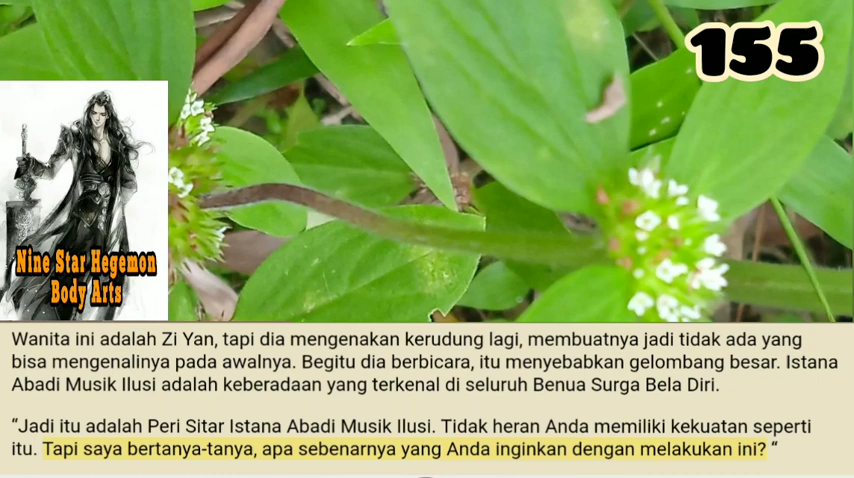 155
Nine Star Hegemon
Body Arts
Wanita ini adalah Zi Yan, tapi dia mengenakan kerudung lagi, membuatnya jadi tidak ada yang
bisa mengenalinya pada awalnya. Begitu dia berbicara, itu menyebabkan gelombang besar. Istana
Abadi Musik Ilusi adalah keberadaan yang terkenal di seluruh Benua Surga Bela Diri.
“Jadi itu adalah Peri Sitar Istana Abadi Musik Ilusi. Tidak heran Anda memiliki kekuatan seperti
itu. Tapi saya bertanya-tanya, apa sebenarnya yang Anda inginkan dengan melakukan ini? “